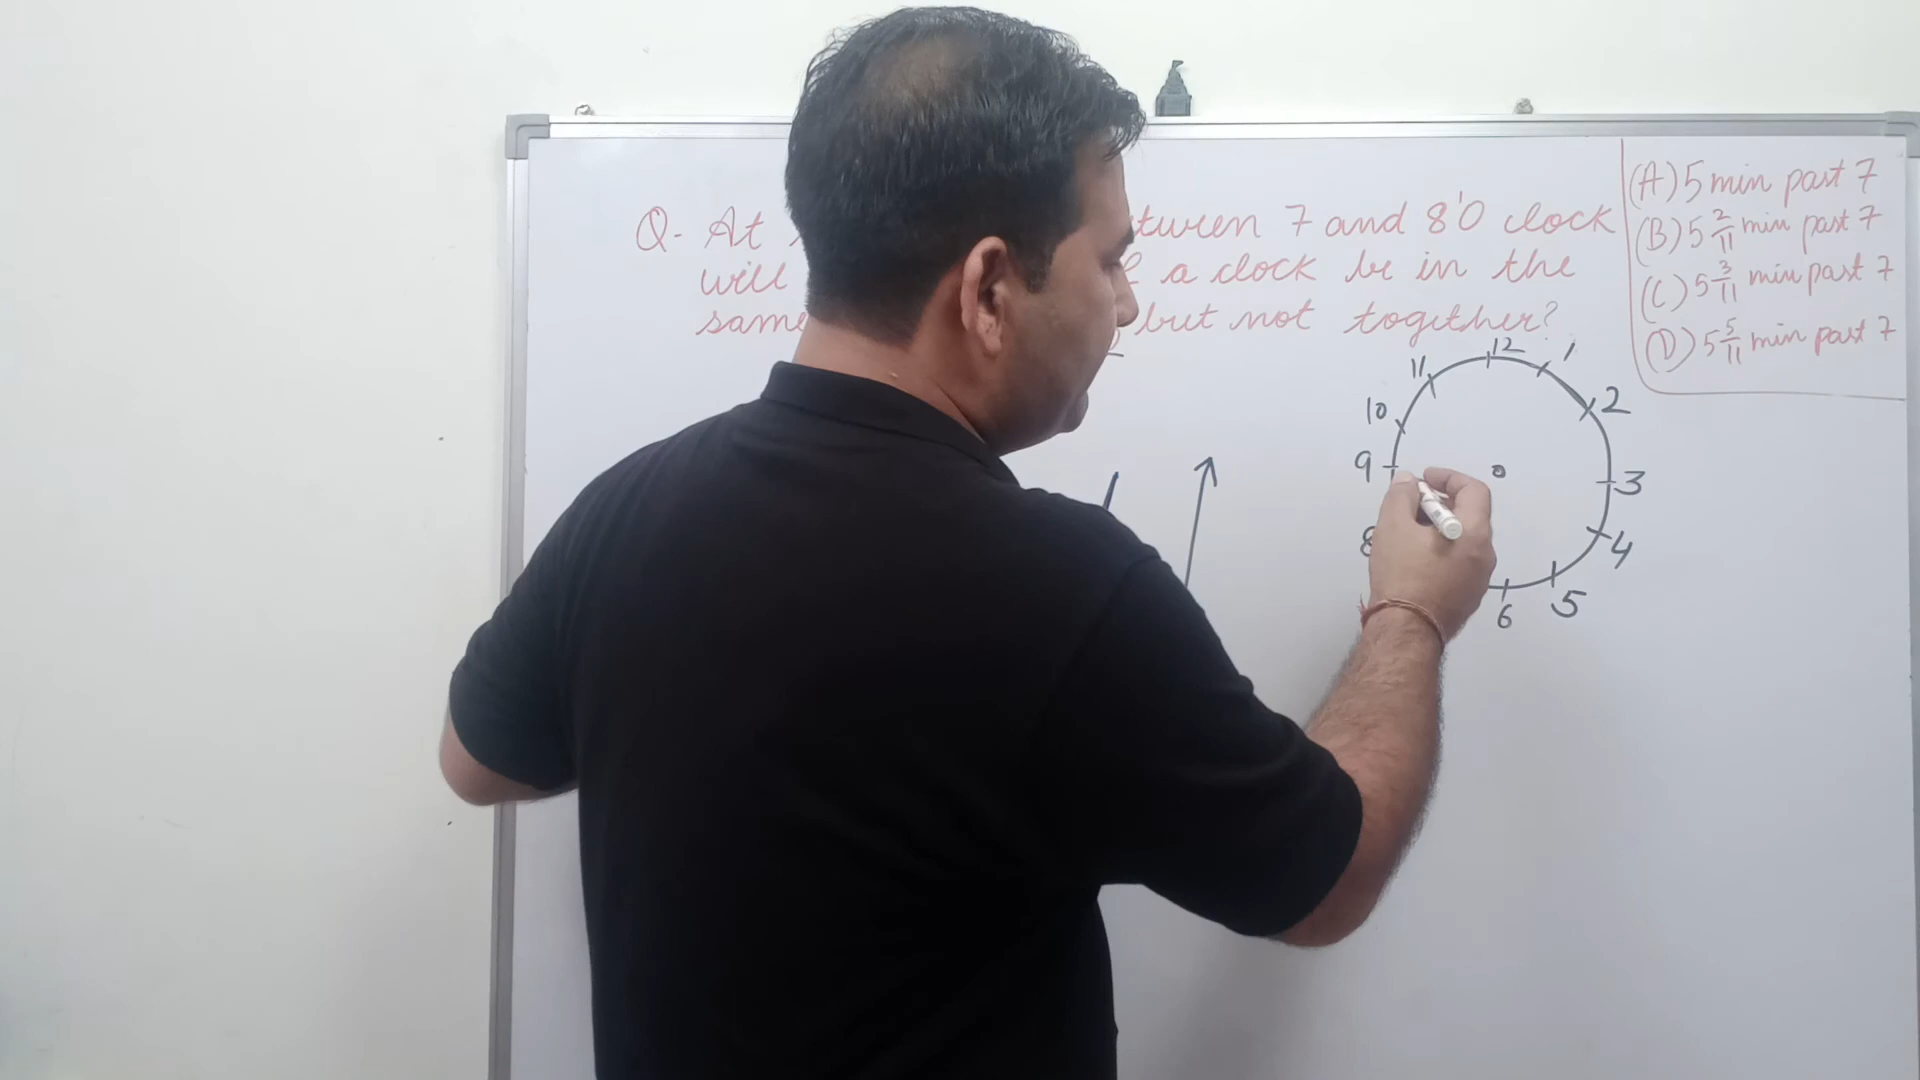 Q- At
tween 7 and 8'0 clock
will
a clock be in the
same
but not together?
(A) 5 min past 7
(B) 5 2/11 min past 7
(C) 5 3/11 min past 7
(D) 5 5/11 min past 7
12
11
1
10
2
9
3
8
4
5
6